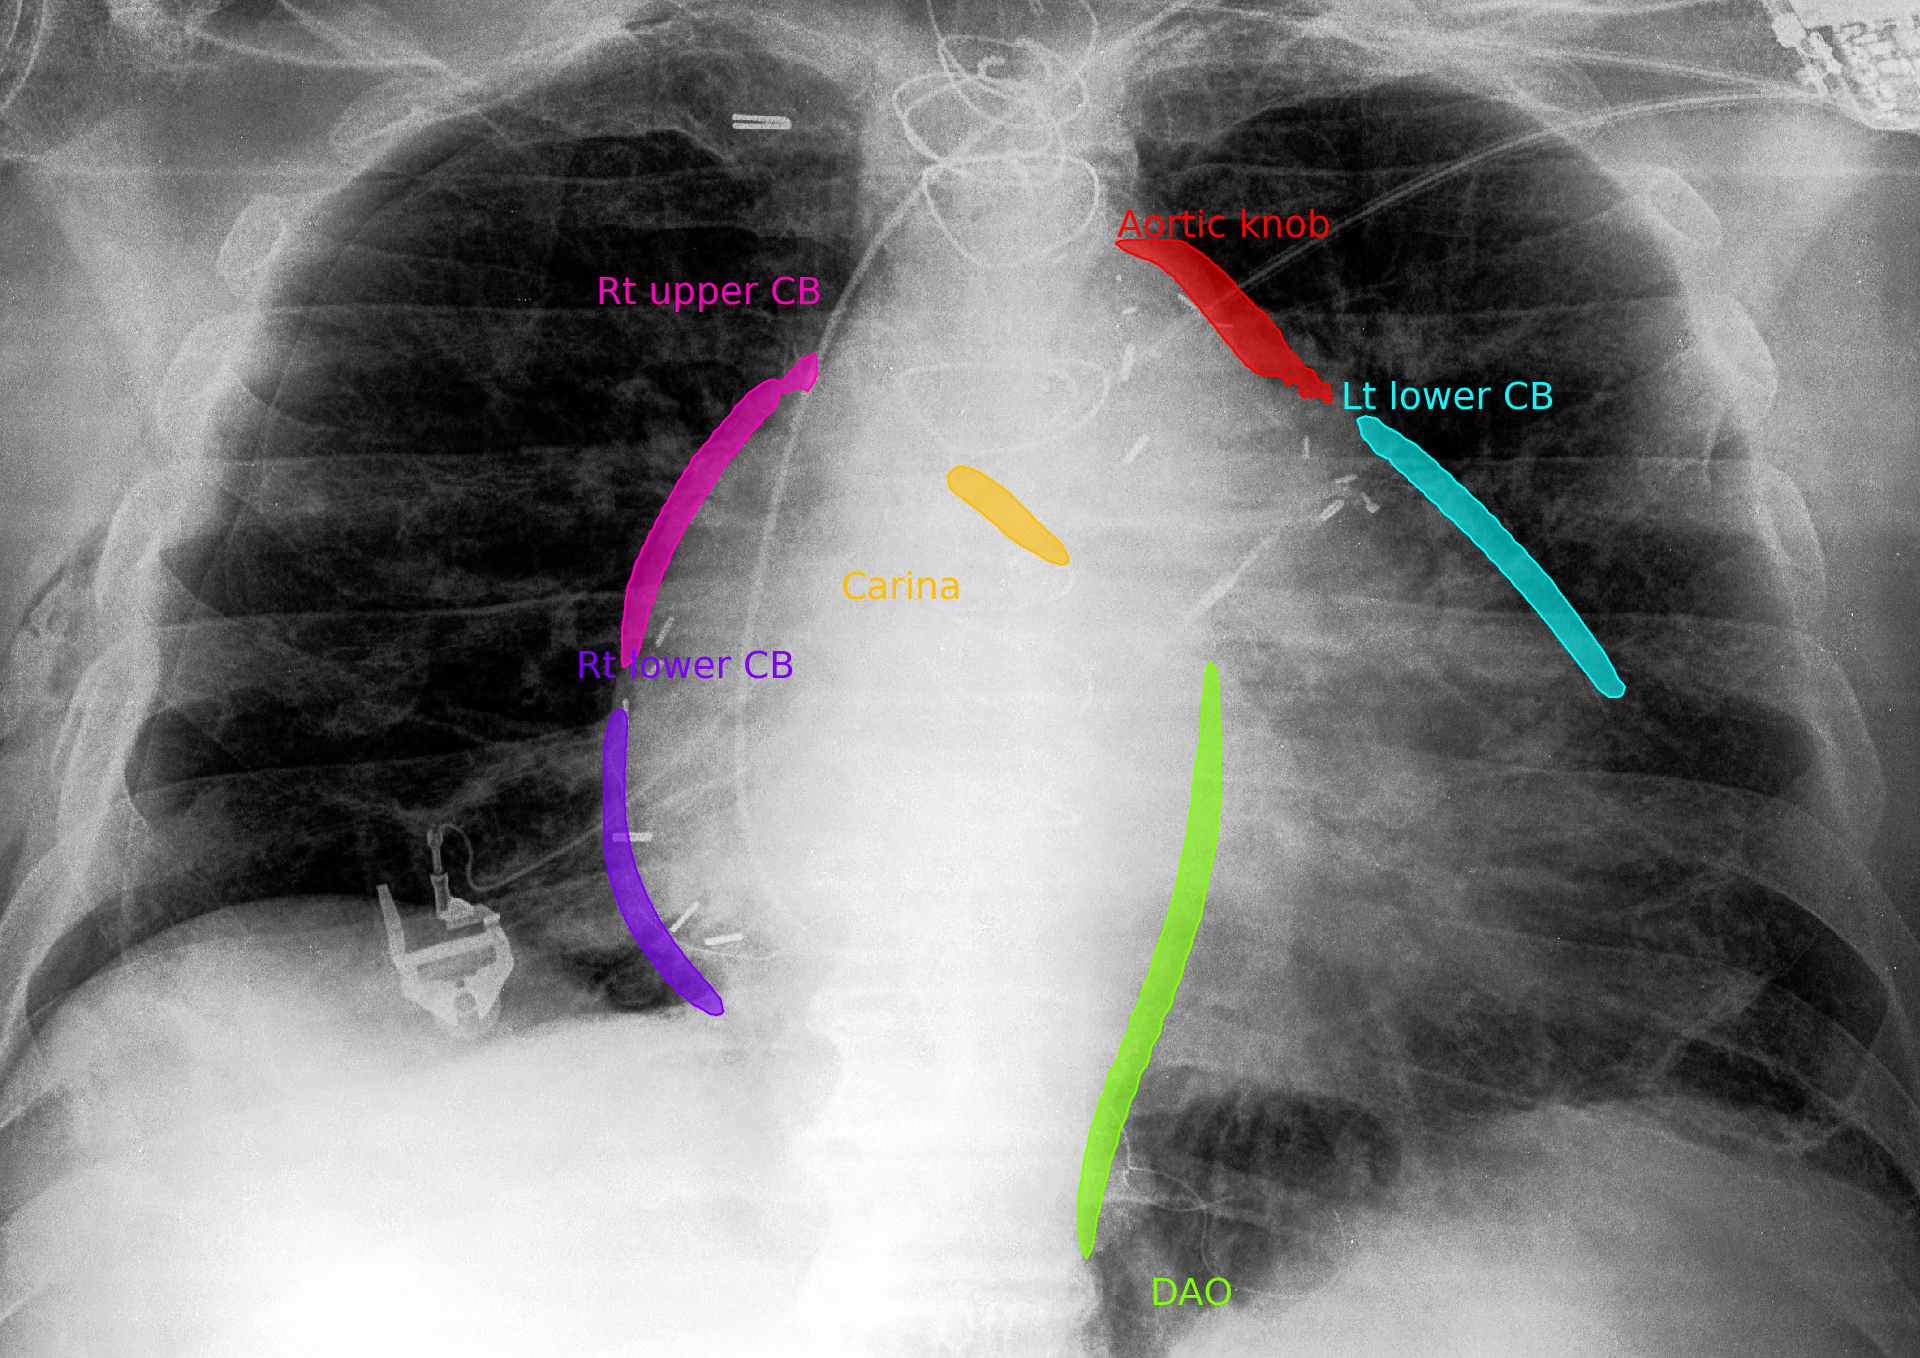 Aortic knob
Rt upper CB
Lt lower CB
Carina
Rt lower CB
DAO